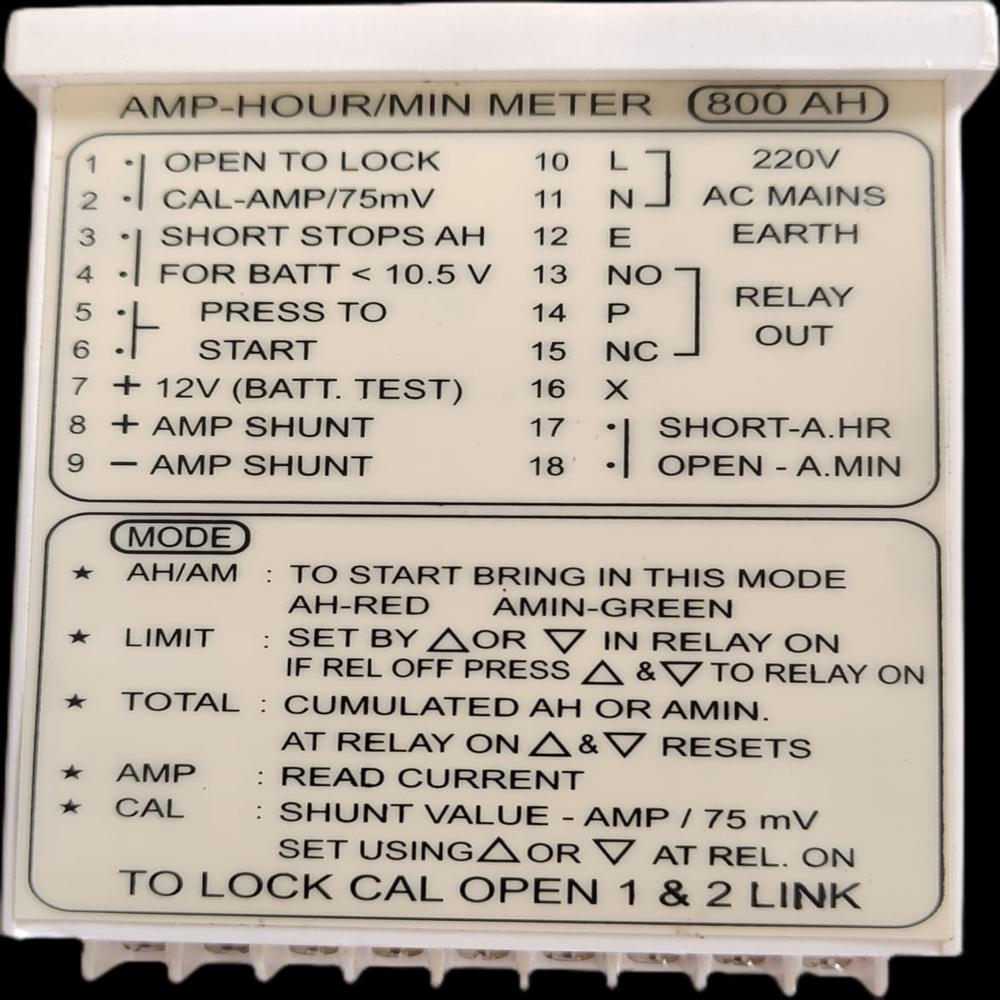 AMP-HOUR/MIN METER 800 AH
1 OPEN TO LOCK 10 L 220V
2 CAL-AMP/75mV 11 N AC MAINS
3 SHORT STOPS AH 12 E EARTH
4 FOR BATT < 10.5 V 13 NO
RELAY
5 PRESS TO 14 P
OUT
6 START 15 NC
7 + 12V (BATT. TEST) 16 X
8 + AMP SHUNT 17 SHORT-A.HR
9 – AMP SHUNT 18 OPEN - A.MIN
MODE
★ AH/AM : TO START BRING IN THIS MODE
AH-RED AMIN-GREEN
★ LIMIT : SET BY △ OR ▽ IN RELAY ON
IF REL OFF PRESS △ & ▽ TO RELAY ON
★ TOTAL : CUMULATED AH OR AMIN.
AT RELAY ON △ & ▽ RESETS
★ AMP : READ CURRENT
★ CAL : SHUNT VALUE - AMP / 75 mV
SET USING △ OR ▽ AT REL. ON
TO LOCK CAL OPEN 1 & 2 LINK